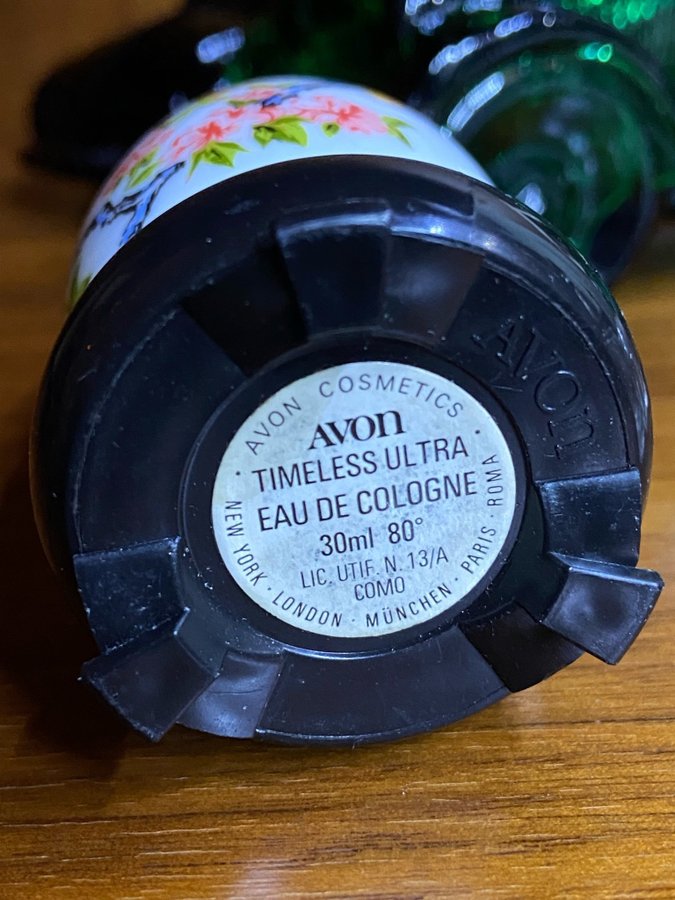 · AVON COSMETICS ·
AVON
TIMELESS ULTRA
EAU DE COLOGNE
30ml 80°
LIC. UTIF. N. 13/A
COMO
NEW YORK · LONDON · MÜNCHEN · PARIS · ROMA
AVON